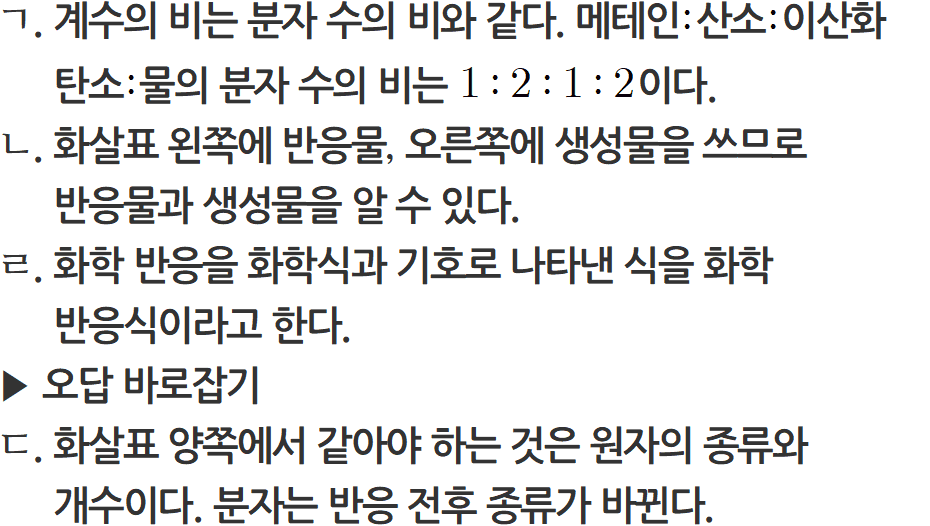 ㄱ. 계수의 비는 분자 수의 비와 같다. 메테인:산소:이산화
탄소:물의 분자 수의 비는 1 : 2 : 1 : 2이다.
ㄴ. 화살표 왼쪽에 반응물, 오른쪽에 생성물을 쓰므로
반응물과 생성물을 알 수 있다.
ㄹ. 화학 반응을 화학식과 기호로 나타낸 식을 화학
반응식이라고 한다.
▶ 오답 바로잡기
ㄷ. 화살표 양쪽에서 같아야 하는 것은 원자의 종류와
개수이다. 분자는 반응 전후 종류가 바뀐다.